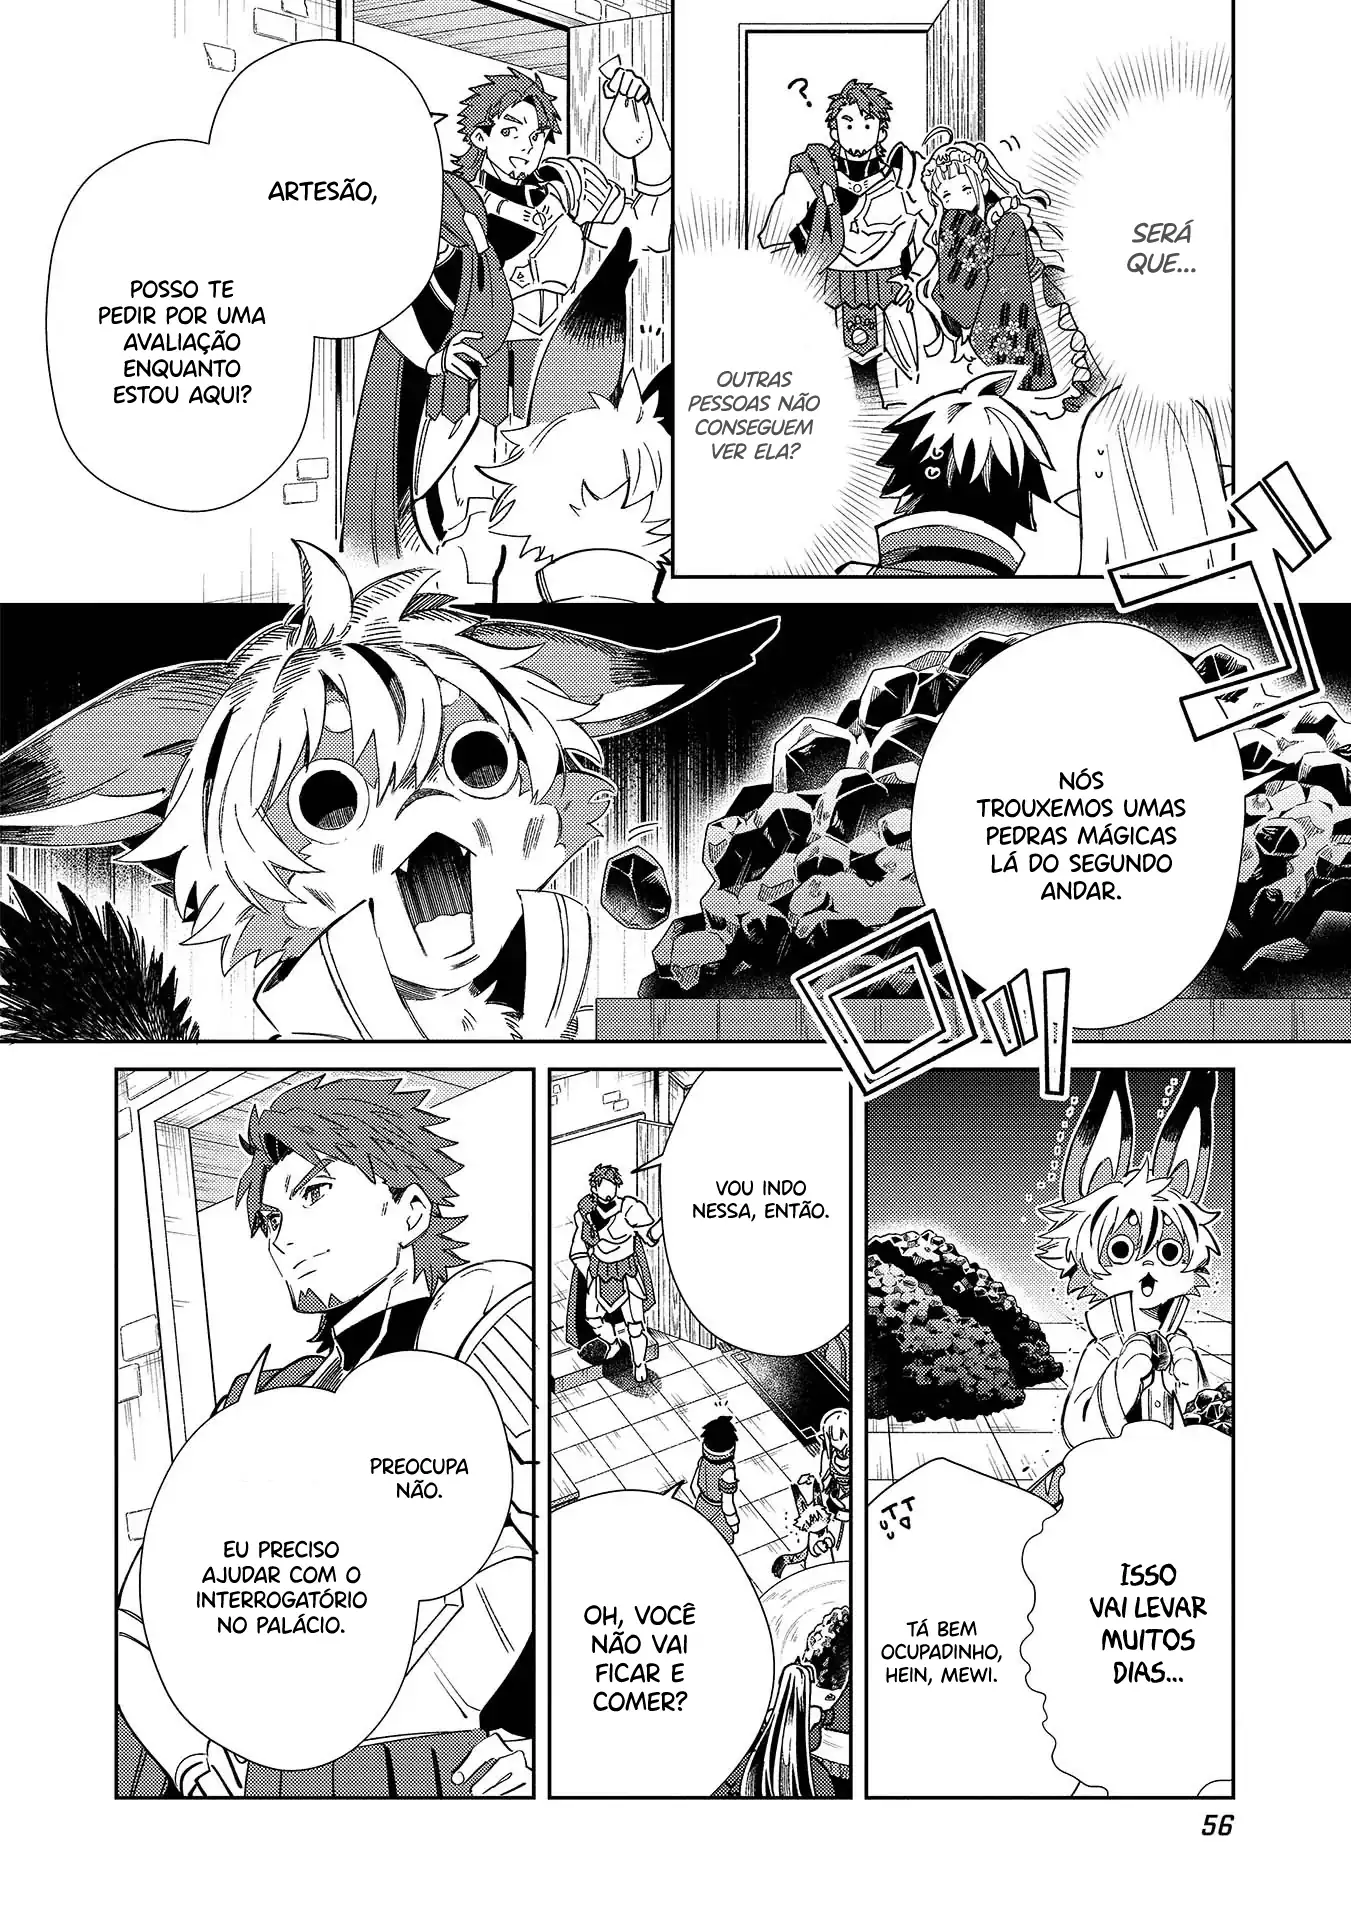 SERÁ
QUE...
?
OUTRAS
PESSOAS NÃO
CONSEGUEM
VER ELA?
ARTESÃO,
POSSO TE
PEDIR POR UMA
AVALIAÇÃO
ENQUANTO
ESTOU AQUI?
NÓS
TROUXEMOS UMAS
PEDRAS MÁGICAS
LÁ DO SEGUNDO
ANDAR.
ISSO
VAI LEVAR
MUITOS
DIAS...
TÁ BEM
OCUPADINHO,
HEIN, MEWI.
VOU INDO
NESSA, ENTÃO.
OH, VOCÊ
NÃO VAI
FICAR E
COMER?
PREOCUPA
NÃO.
EU PRECISO
AJUDAR COM O
INTERROGATÓRIO
NO PALÁCIO.
56